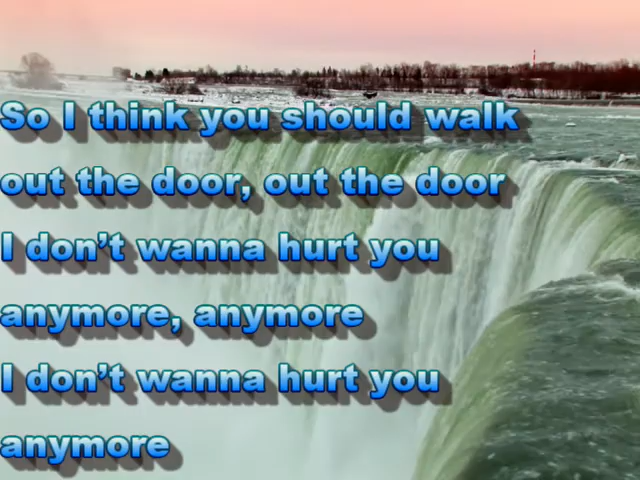 So I think you should walk
out the door, out the door
I don’t wanna hurt you
anymore, anymore
I don’t wanna hurt you
anymore